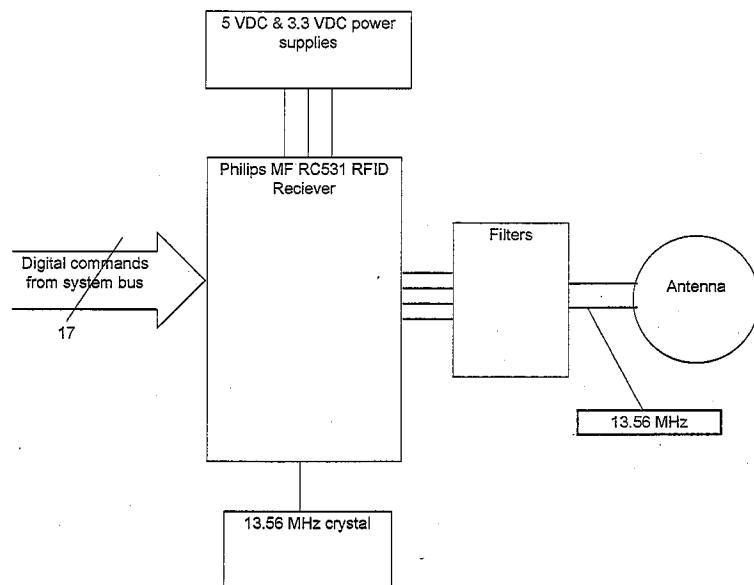 5 VDC & 3.3 VDC power
supplies
Philips MF RC531 RFID
Reciever
Digital commands
from system bus
17
Filters
Antenna
13.56 MHz
13.56 MHz crystal